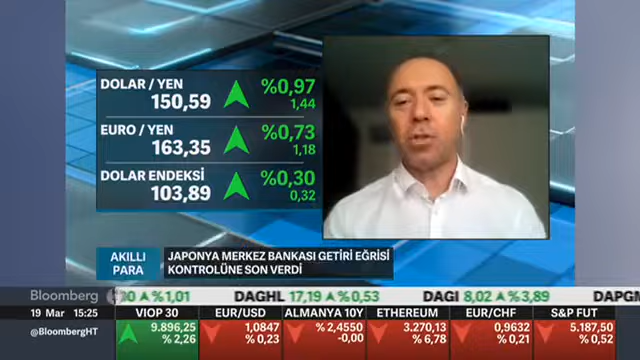 DOLAR / YEN
150,59
%0,97
1,44
EURO / YEN
163,35
%0,73
1,18
DOLAR ENDEKSİ
103,89
%0,30
0,32
AKILLI
PARA
JAPONYA MERKEZ BANKASI GETİRİ EĞRİSİ
KONTROLÜNE SON VERDİ
Bloomberg
%1,01 DAGHL 17,19 %0,53 DAGI 8,02 %3,89 DAPGM
19 Mar 15:25
@BloombergHT
VIOP 30
9.896,25
% 2,26
EUR/USD
1,0847
% 0,23
ALMANYA 10Y
% 2,4550
-0,00
ETHEREUM
3.270,13
% 6,78
EUR/CHF
0,9632
% 0,21
S&P FUT
5.187,50
% 0,52